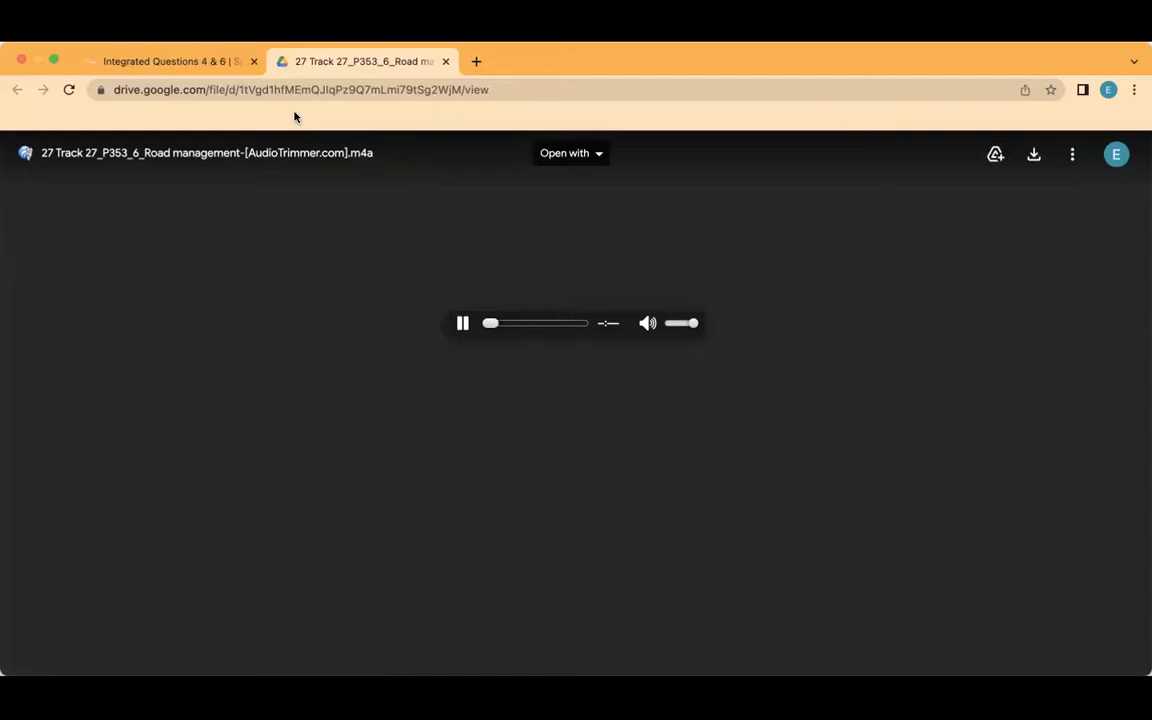 Integrated Questions 4 & 6 | S
27 Track 27_P353_6_Road ma
drive.google.com/file/d/1tVgd1hfMEmQJIqPz9Q7mLmi79tSg2WjM/view
E
27 Track 27_P353_6_Road management-[AudioTrimmer.com].m4a
Open with
E